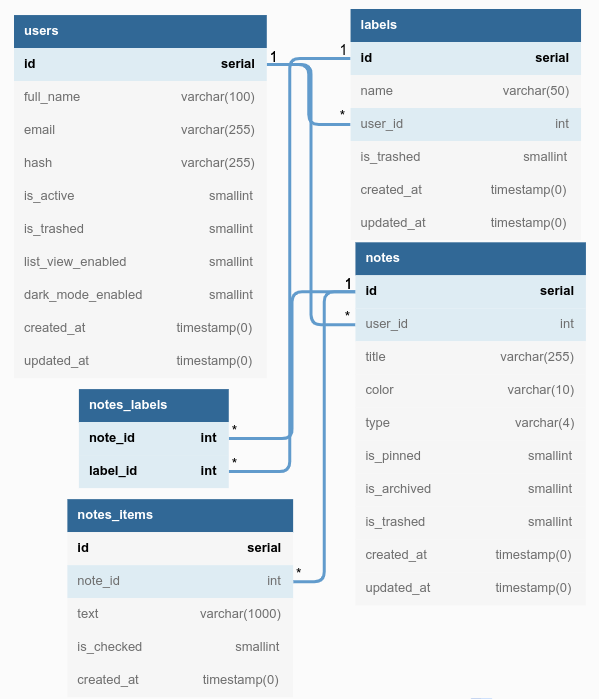 users
id serial
full_name varchar(100)
email varchar(255)
hash varchar(255)
is_active smallint
is_trashed smallint
list_view_enabled smallint
dark_mode_enabled smallint
created_at timestamp(0)
updated_at timestamp(0)
1
labels
1
id serial
name varchar(50)
*
user_id int
is_trashed smallint
created_at timestamp(0)
updated_at timestamp(0)
notes
1
id serial
*
user_id int
title varchar(255)
color varchar(10)
type varchar(4)
is_pinned smallint
is_archived smallint
is_trashed smallint
created_at timestamp(0)
updated_at timestamp(0)
notes_labels
note_id int
*
label_id int
*
notes_items
id serial
note_id int
*
text varchar(1000)
is_checked smallint
created_at timestamp(0)